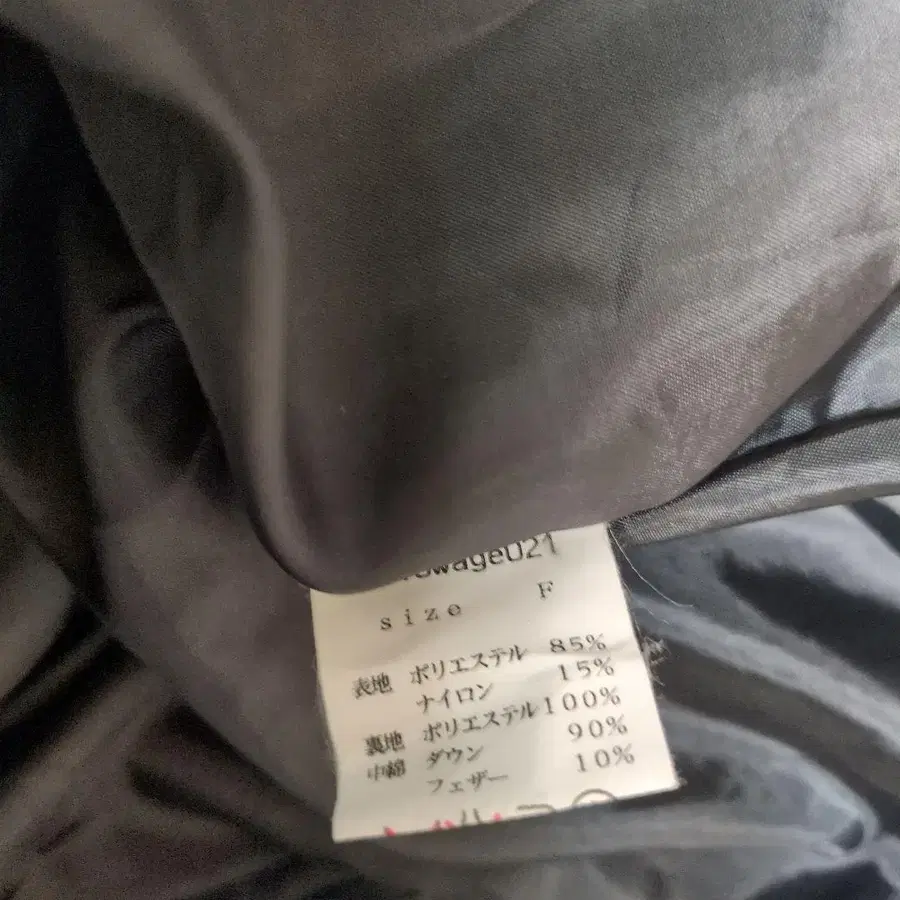 size F
表地 ポリエステル 85%
ナイロン 15%
裏地 ポリエステル 100%
中綿 ダウン 90%
フェザー 10%